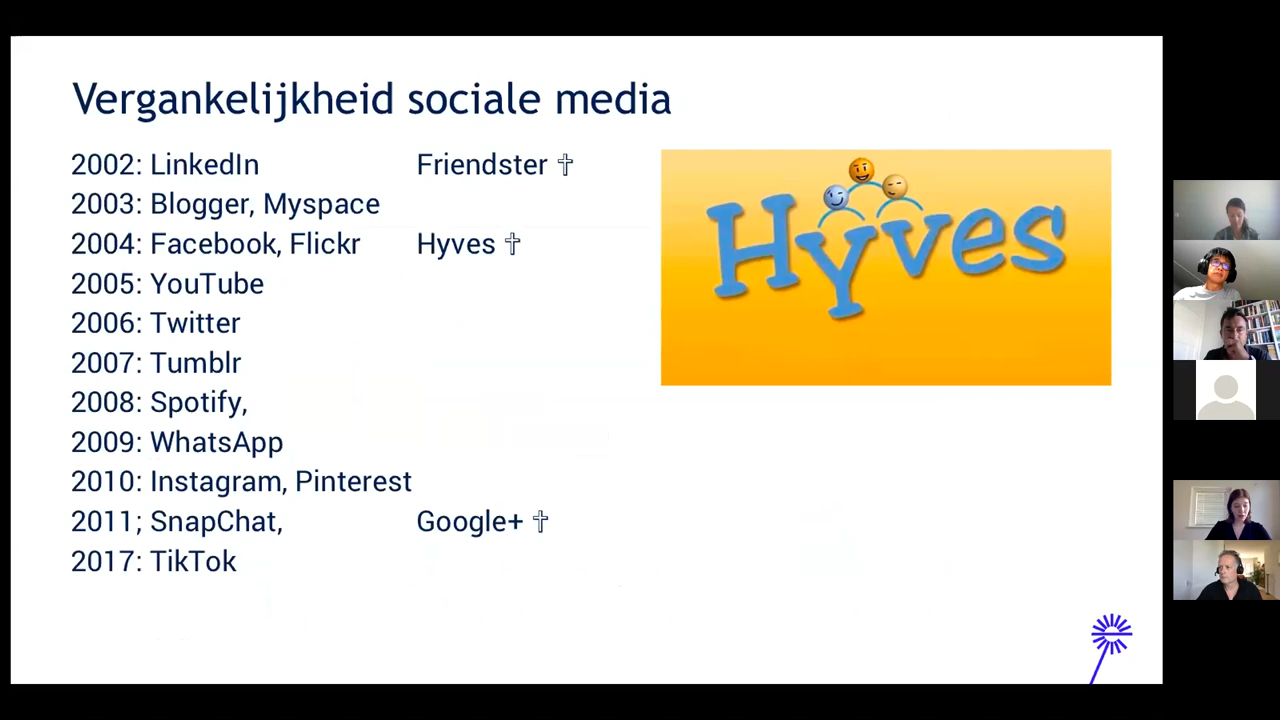 Vergankelijkheid sociale media
2002: LinkedIn Friendster ✝
2003: Blogger, Myspace
2004: Facebook, Flickr Hyves ✝
2005: YouTube
2006: Twitter
2007: Tumblr
2008: Spotify,
2009: WhatsApp
2010: Instagram, Pinterest
2011; SnapChat, Google+ ✝
2017: TikTok
Hyves